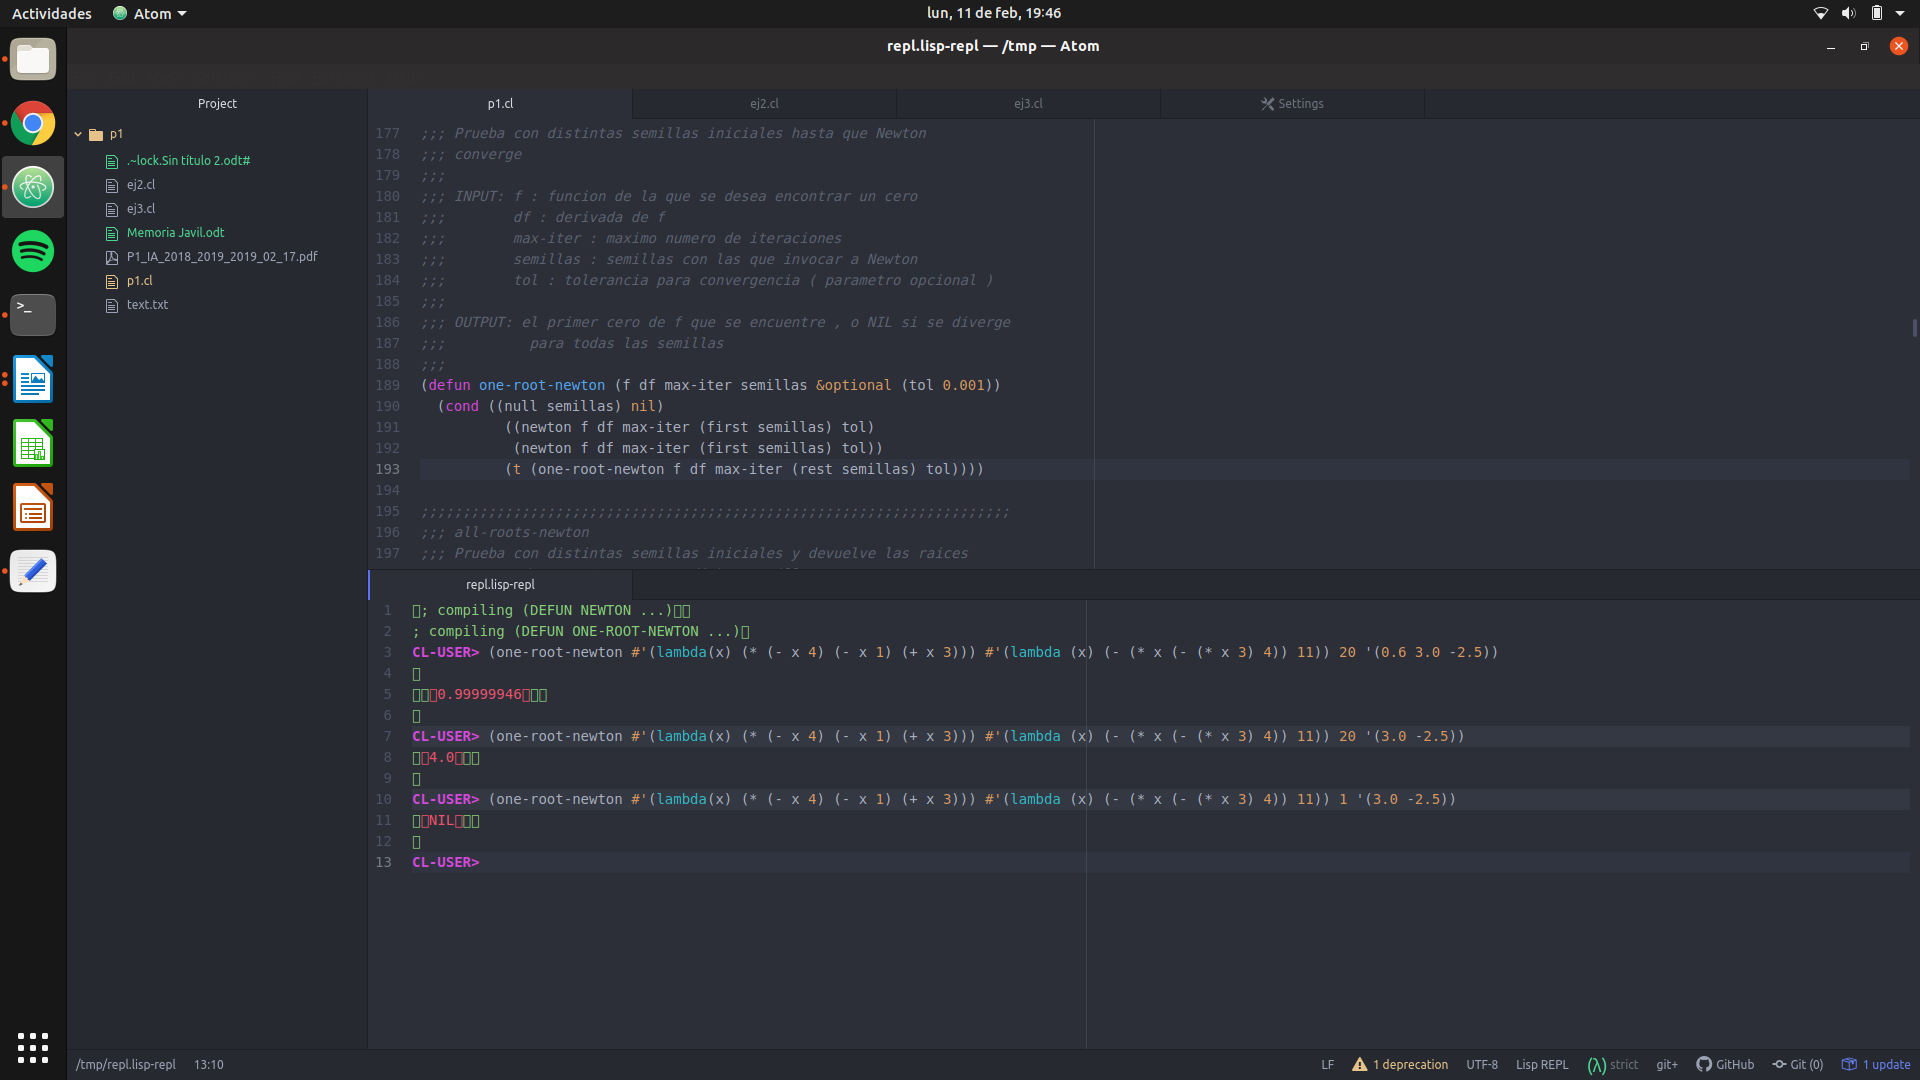 Actividades Atom lun, 11 de feb, 19:46
repl.lisp-repl — /tmp — Atom
Project
p1
.~lock.Sin título 2.odt#
ej2.cl
ej3.cl
Memoria Javil.odt
P1_IA_2018_2019_2019_02_17.pdf
p1.cl
text.txt
p1.cl ej2.cl ej3.cl Settings
177 ;;; Prueba con distintas semillas iniciales hasta que Newton
178 ;;; converge
179 ;;;
180 ;;; INPUT: f : funcion de la que se desea encontrar un cero
181 ;;; df : derivada de f
182 ;;; max-iter : maximo numero de iteraciones
183 ;;; semillas : semillas con las que invocar a Newton
184 ;;; tol : tolerancia para convergencia ( parametro opcional )
185 ;;;
186 ;;; OUTPUT: el primer cero de f que se encuentre , o NIL si se diverge
187 ;;; para todas las semillas
188 ;;;
189 (defun one-root-newton (f df max-iter semillas &optional (tol 0.001))
190 (cond ((null semillas) nil)
191 ((newton f df max-iter (first semillas) tol)
192 (newton f df max-iter (first semillas) tol))
193 (t (one-root-newton f df max-iter (rest semillas) tol))))
194
195 ;;;;;;;;;;;;;;;;;;;;;;;;;;;;;;;;;;;;;;;;;;;;;;;;;;;;;;;;;;;;;;;;;;;;;;
196 ;;; all-roots-newton
197 ;;; Prueba con distintas semillas iniciales y devuelve las raices
repl.lisp-repl
1 ; compiling (DEFUN NEWTON ...)
2 ; compiling (DEFUN ONE-ROOT-NEWTON ...)
3 CL-USER> (one-root-newton #'(lambda(x) (* (- x 4) (- x 1) (+ x 3))) #'(lambda (x) (- (* x (- (* x 3) 4)) 11)) 20 '(0.6 3.0 -2.5))
4
5 0.99999946
6
7 CL-USER> (one-root-newton #'(lambda(x) (* (- x 4) (- x 1) (+ x 3))) #'(lambda (x) (- (* x (- (* x 3) 4)) 11)) 20 '(3.0 -2.5))
8 4.0
9
10 CL-USER> (one-root-newton #'(lambda(x) (* (- x 4) (- x 1) (+ x 3))) #'(lambda (x) (- (* x (- (* x 3) 4)) 11)) 1 '(3.0 -2.5))
11 NIL
12
13 CL-USER>
/tmp/repl.lisp-repl 13:10 LF 1 deprecation UTF-8 Lisp REPL (λ) strict git+ GitHub Git (0) 1 update